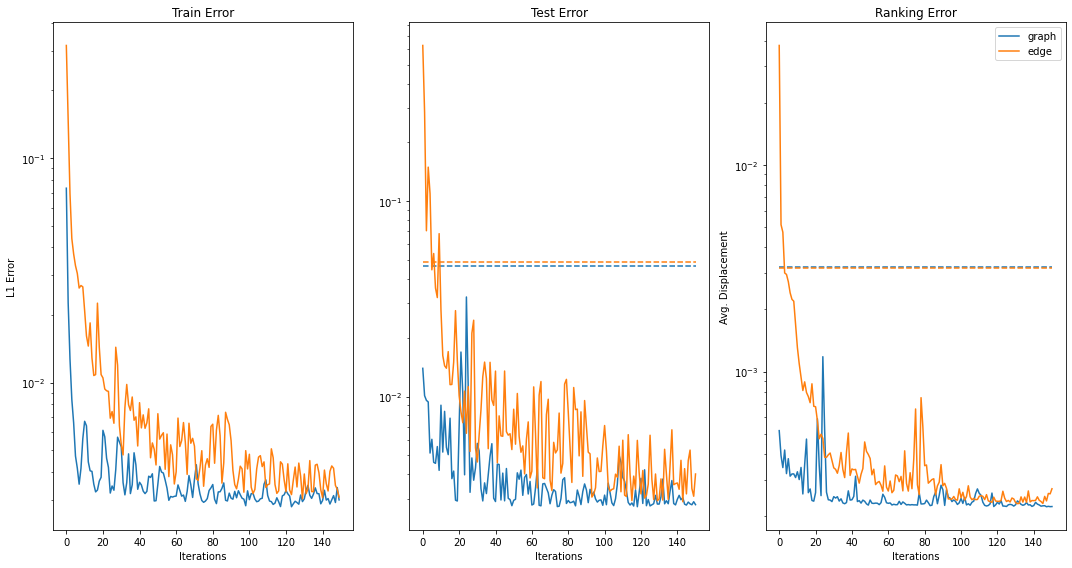 Train Error
L1 Error
10^-1
10^-2
0 20 40 60 80 100 120 140
Iterations
Test Error
10^-1
10^-2
0 20 40 60 80 100 120 140
Iterations
Ranking Error
graph
edge
Avg. Displacement
10^-2
10^-3
0 20 40 60 80 100 120 140
Iterations